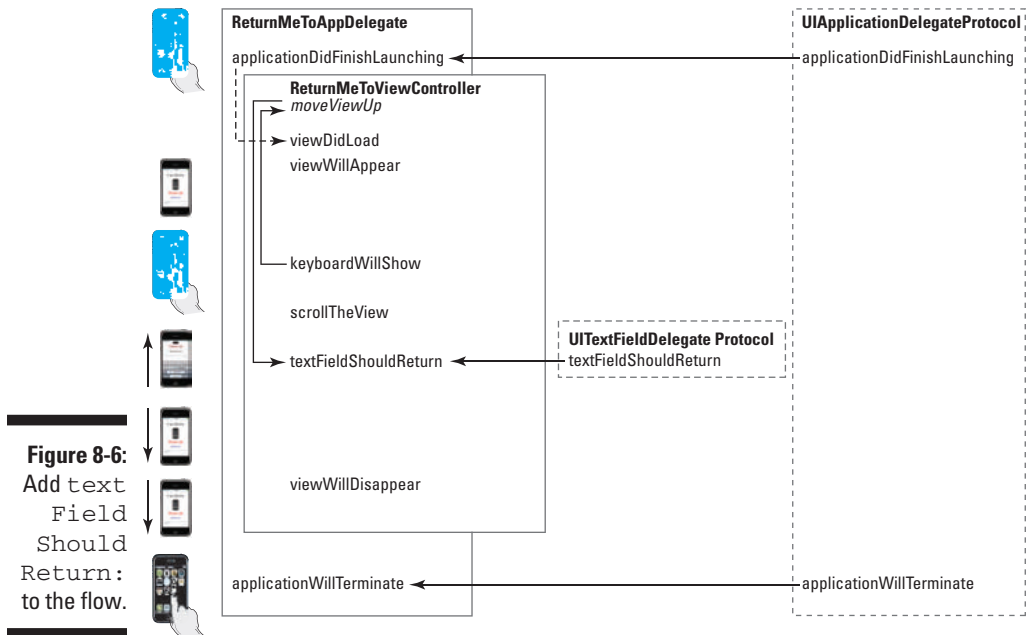 ReturnMeToAppDelegate
UIApplicationDelegateProtocol
applicationDidFinishLaunching
applicationDidFinishLaunching
ReturnMeToViewController
moveViewUp
viewDidLoad
viewWillAppear
keyboardWillShow
scrollTheView
UITextFieldDelegate Protocol
textFieldShouldReturn
textFieldShouldReturn
Figure 8-6:
Add text
Field
Should
Return:
to the flow.
viewWillDisappear
applicationWillTerminate
applicationWillTerminate